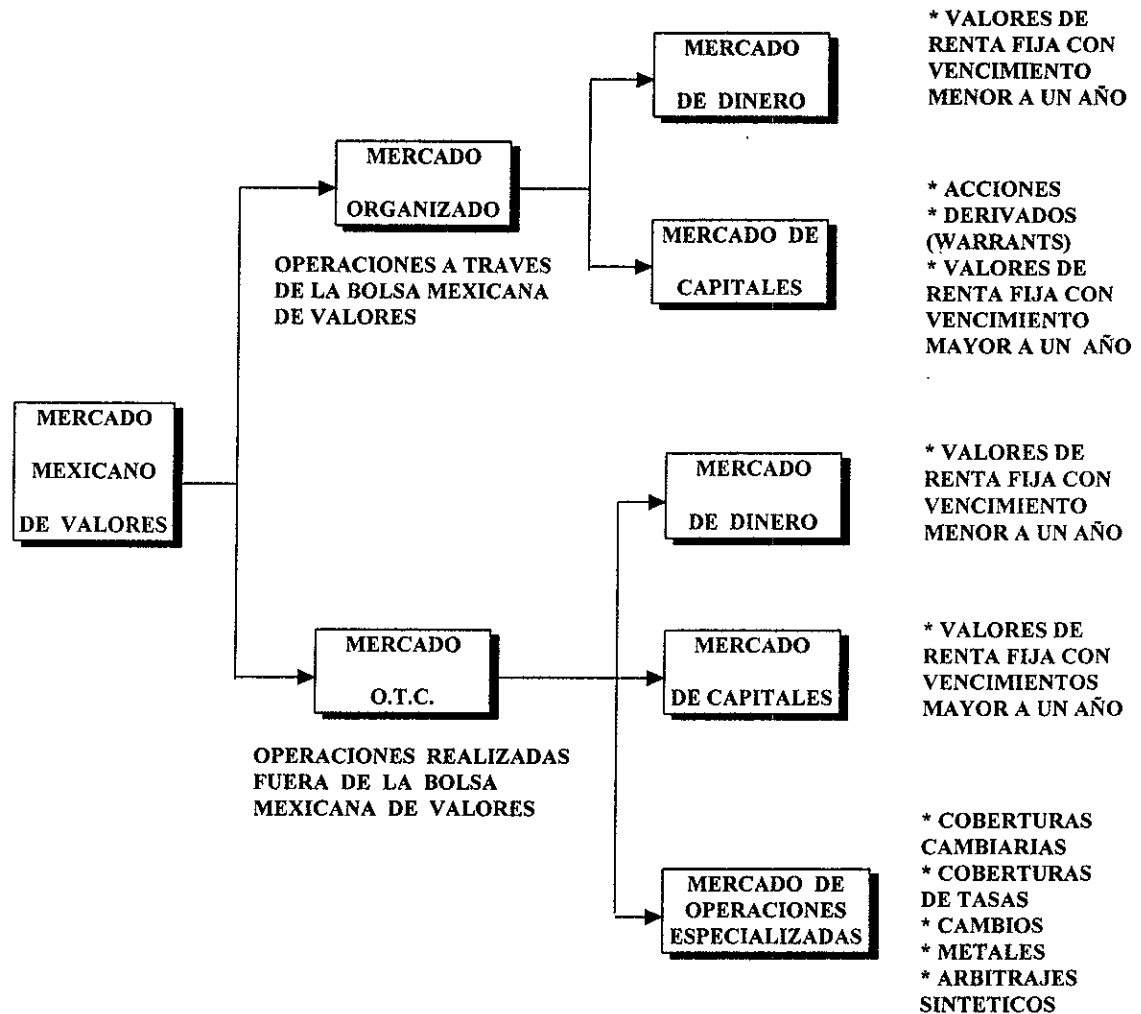 MERCADO
DE DINERO
* VALORES DE
RENTA FIJA CON
VENCIMIENTO
MENOR A UN AÑO
MERCADO
ORGANIZADO
OPERACIONES A TRAVES
DE LA BOLSA MEXICANA
DE VALORES
MERCADO DE
CAPITALES
* ACCIONES
* DERIVADOS
(WARRANTS)
* VALORES DE
RENTA FIJA CON
VENCIMIENTO
MAYOR A UN AÑO
MERCADO
MEXICANO
DE VALORES
MERCADO
DE DINERO
* VALORES DE
RENTA FIJA CON
VENCIMIENTO
MENOR A UN AÑO
MERCADO
O.T.C.
OPERACIONES REALIZADAS
FUERA DE LA BOLSA
MEXICANA DE VALORES
MERCADO
DE CAPITALES
* VALORES DE
RENTA FIJA CON
VENCIMIENTOS
MAYOR A UN AÑO
MERCADO DE
OPERACIONES
ESPECIALIZADAS
* COBERTURAS
CAMBIARIAS
* COBERTURAS
DE TASAS
* CAMBIOS
* METALES
* ARBITRAJES
SINTETICOS